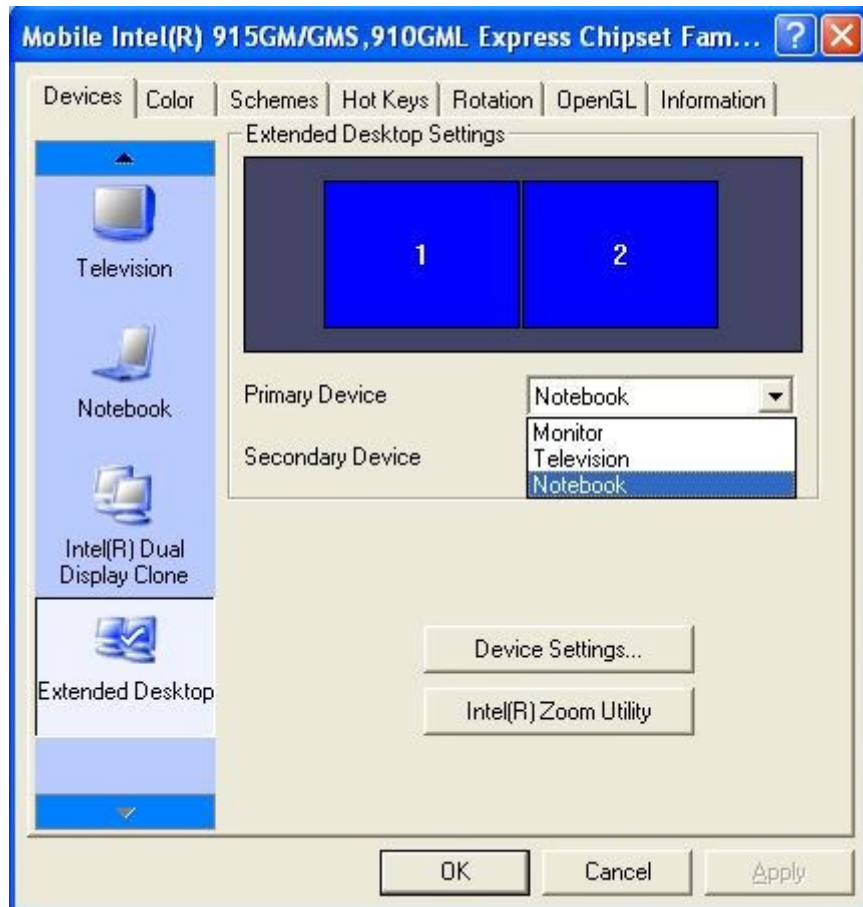 Mobile Intel(R) 915GM/GMS,910GML Express Chipset Fam...
Devices Color Schemes Hot Keys Rotation OpenGL Information
Extended Desktop Settings
1 2
Television
Notebook
Intel(R) Dual
Display Clone
Extended Desktop
Primary Device Notebook
Monitor
Secondary Device Television
Notebook
Device Settings...
Intel(R) Zoom Utility
OK Cancel Apply